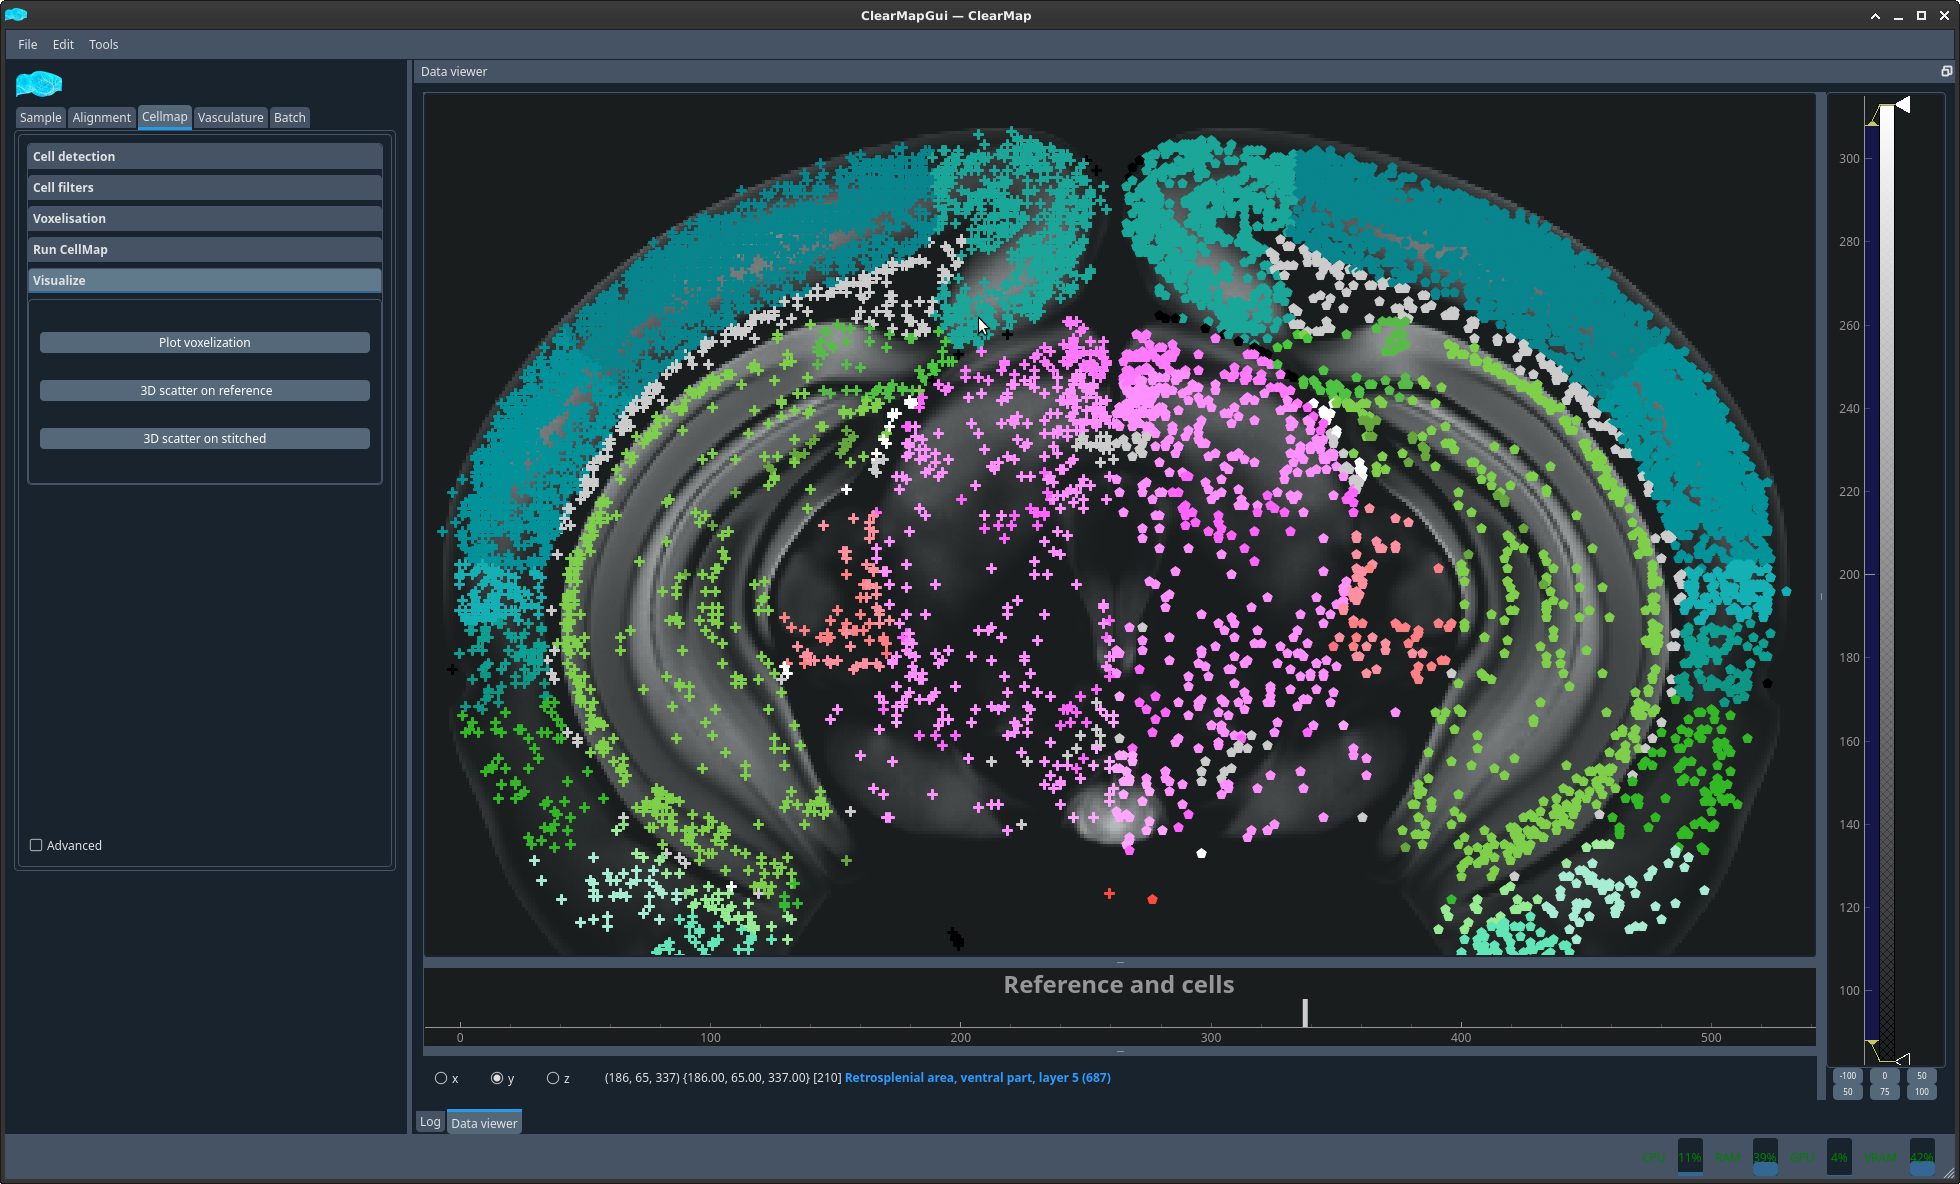 ClearMapGui — ClearMap
File Edit Tools
Data viewer
Sample Alignment Cellmap Vasculature Batch
Cell detection
Cell filters
Voxelisation
Run CellMap
Visualize
Plot voxelization
3D scatter on reference
3D scatter on stitched
Advanced
300
280
260
240
220
200
180
160
140
120
100
Reference and cells
0 100 200 300 400 500
x y z (186, 65, 337) {186.00, 65.00, 337.00} [210] Retrosplenial area, ventral part, layer 5 (687)
-100 0 50
50 75 100
Log Data viewer
CPU 11% RAM 39% GPU 4% VRAM 42%